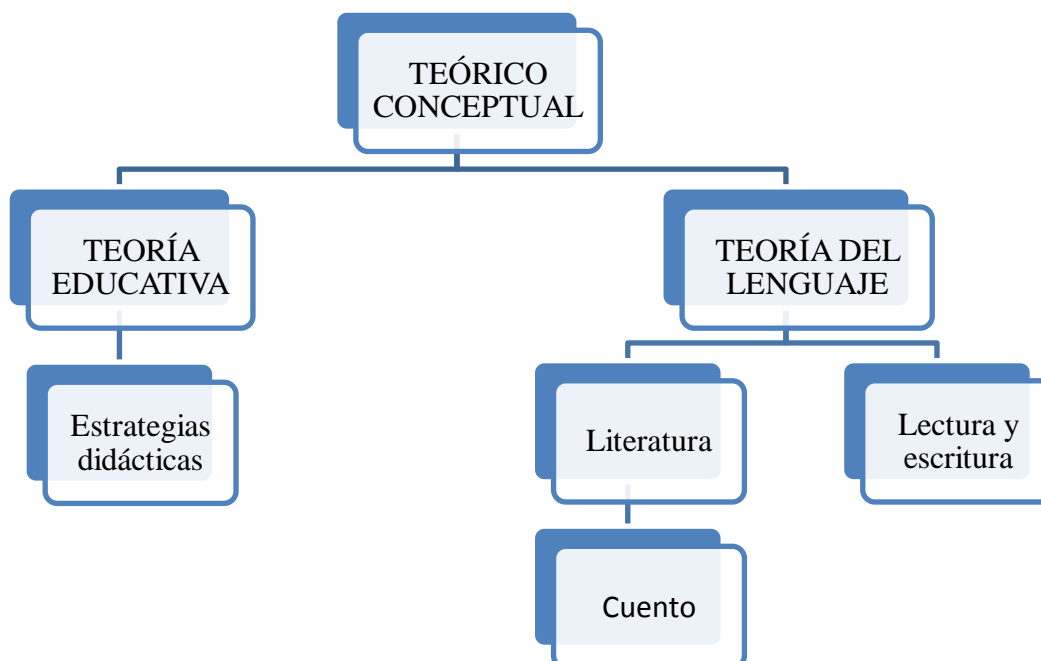 TEÓRICO
CONCEPTUAL
TEORÍA
EDUCATIVA
TEORÍA DEL
LENGUAJE
Estrategias
didácticas
Literatura
Lectura y
escritura
Cuento